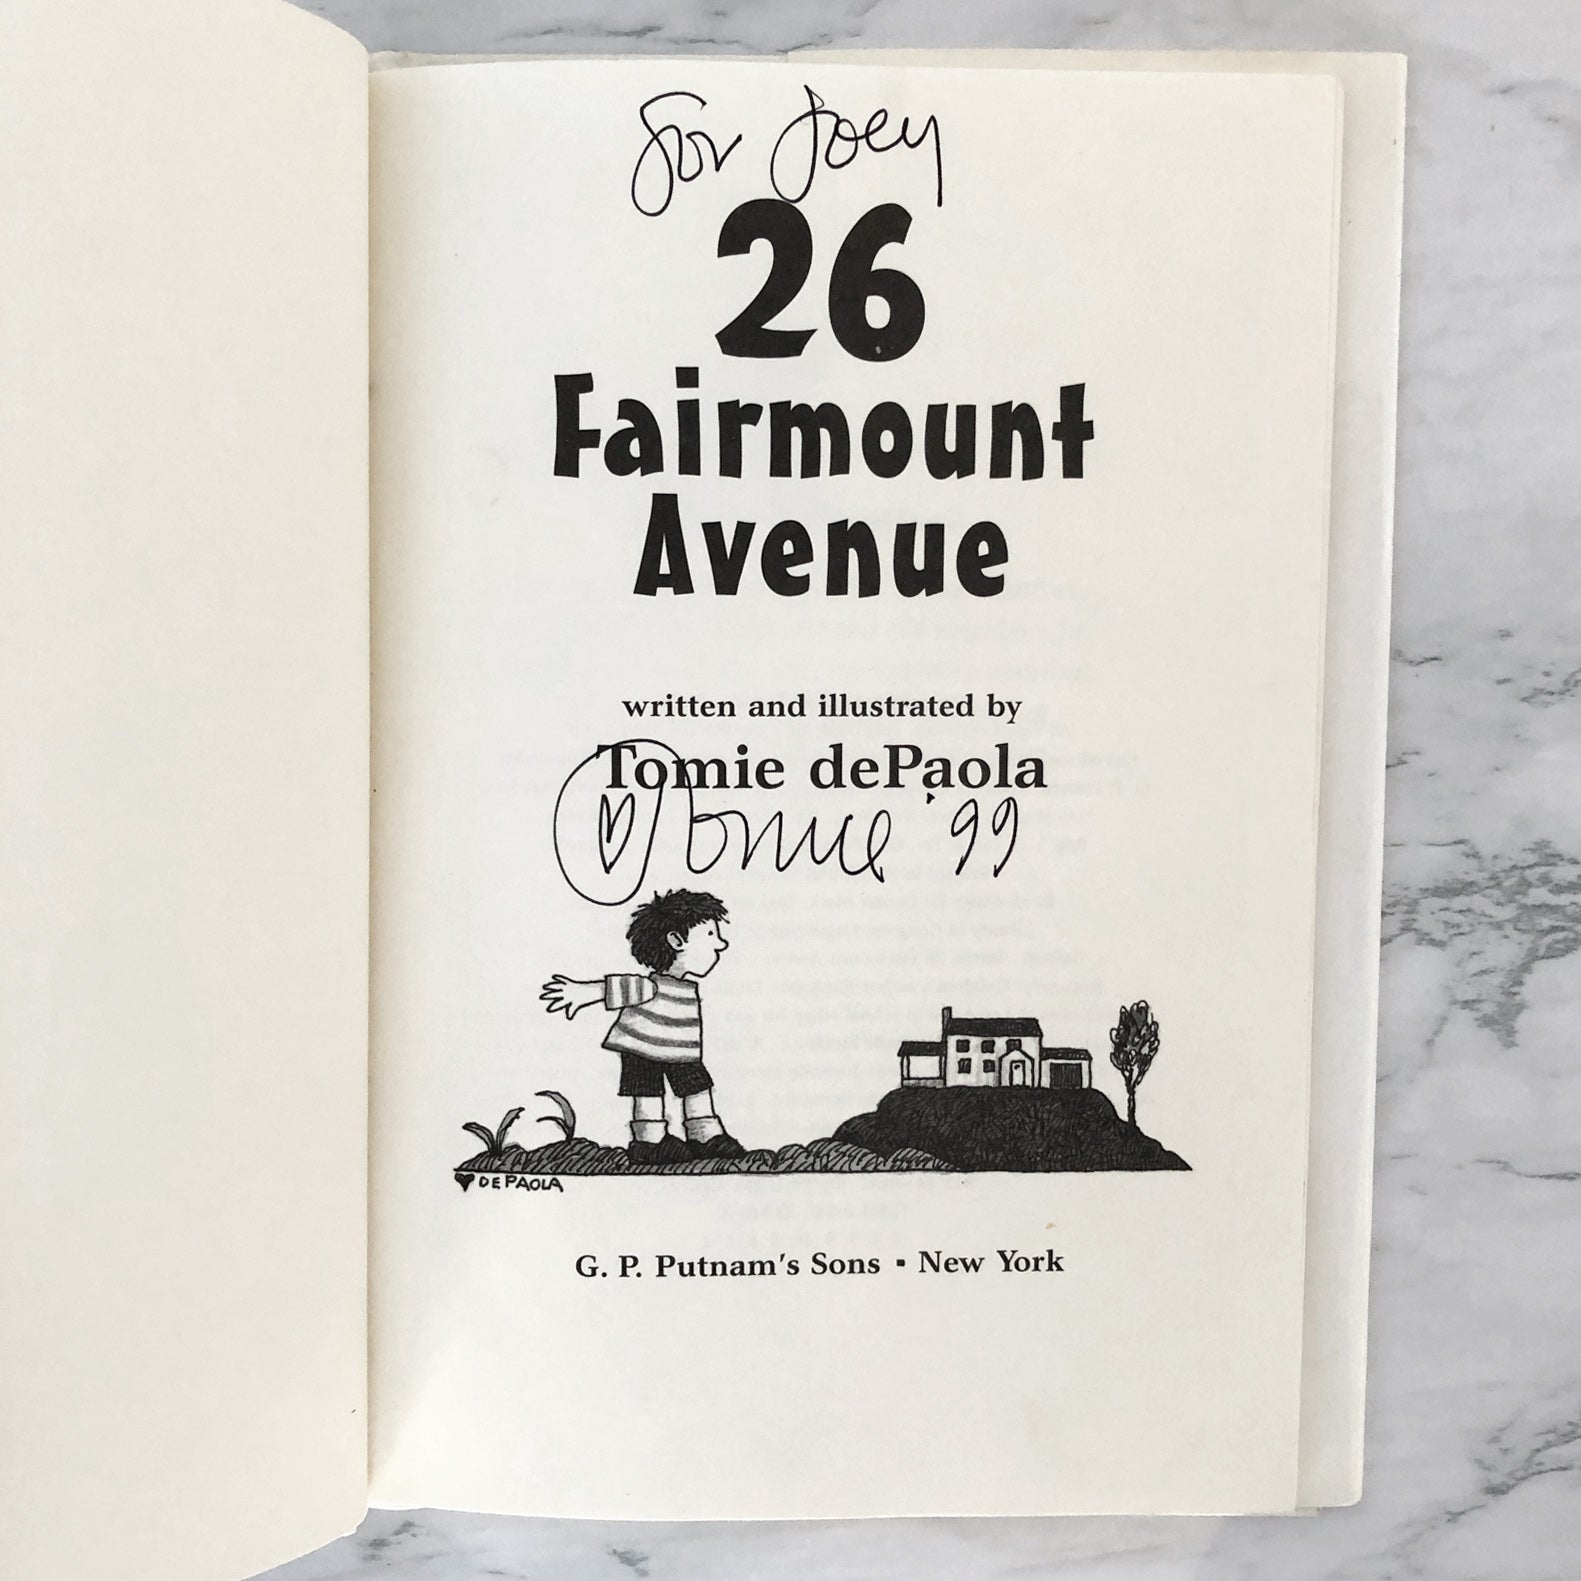 For Joey
26
Fairmount
Avenue
written and illustrated by
Tomie dePaola
Tomie '99
DEPAOLA
G. P. Putnam's Sons ▪ New York